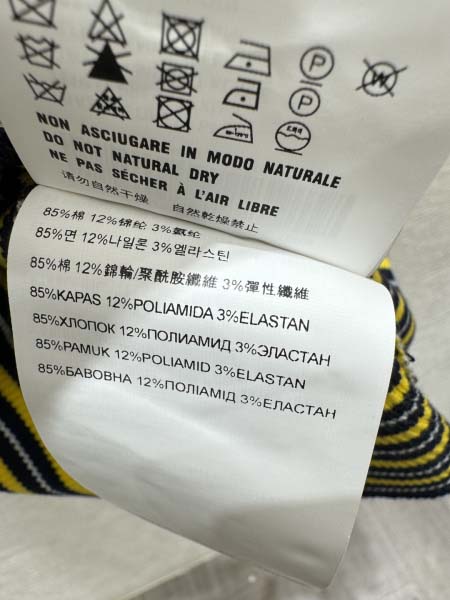 P
P
W
NON ASCIUGARE IN MODO NATURALE
DO NOT NATURAL DRY
NE PAS SÉCHER À L'AIR LIBRE
请勿自然干燥 自然乾燥禁止
85%棉 12%锦纶 3%氨纶
85%면 12%나일론 3%엘라스틴
85%棉 12%錦輪/聚酰胺纖維 3%彈性纖維
85%KAPAS 12%POLIAMIDA 3%ELASTAN
85%ХЛОПОК 12%ПОЛИАМИД 3%ЭЛАСТАН
85%PAMUK 12%POLIAMID 3%ELASTAN
85%БАВОВНА 12%ПОЛІАМІД 3%ЕЛАСТАН